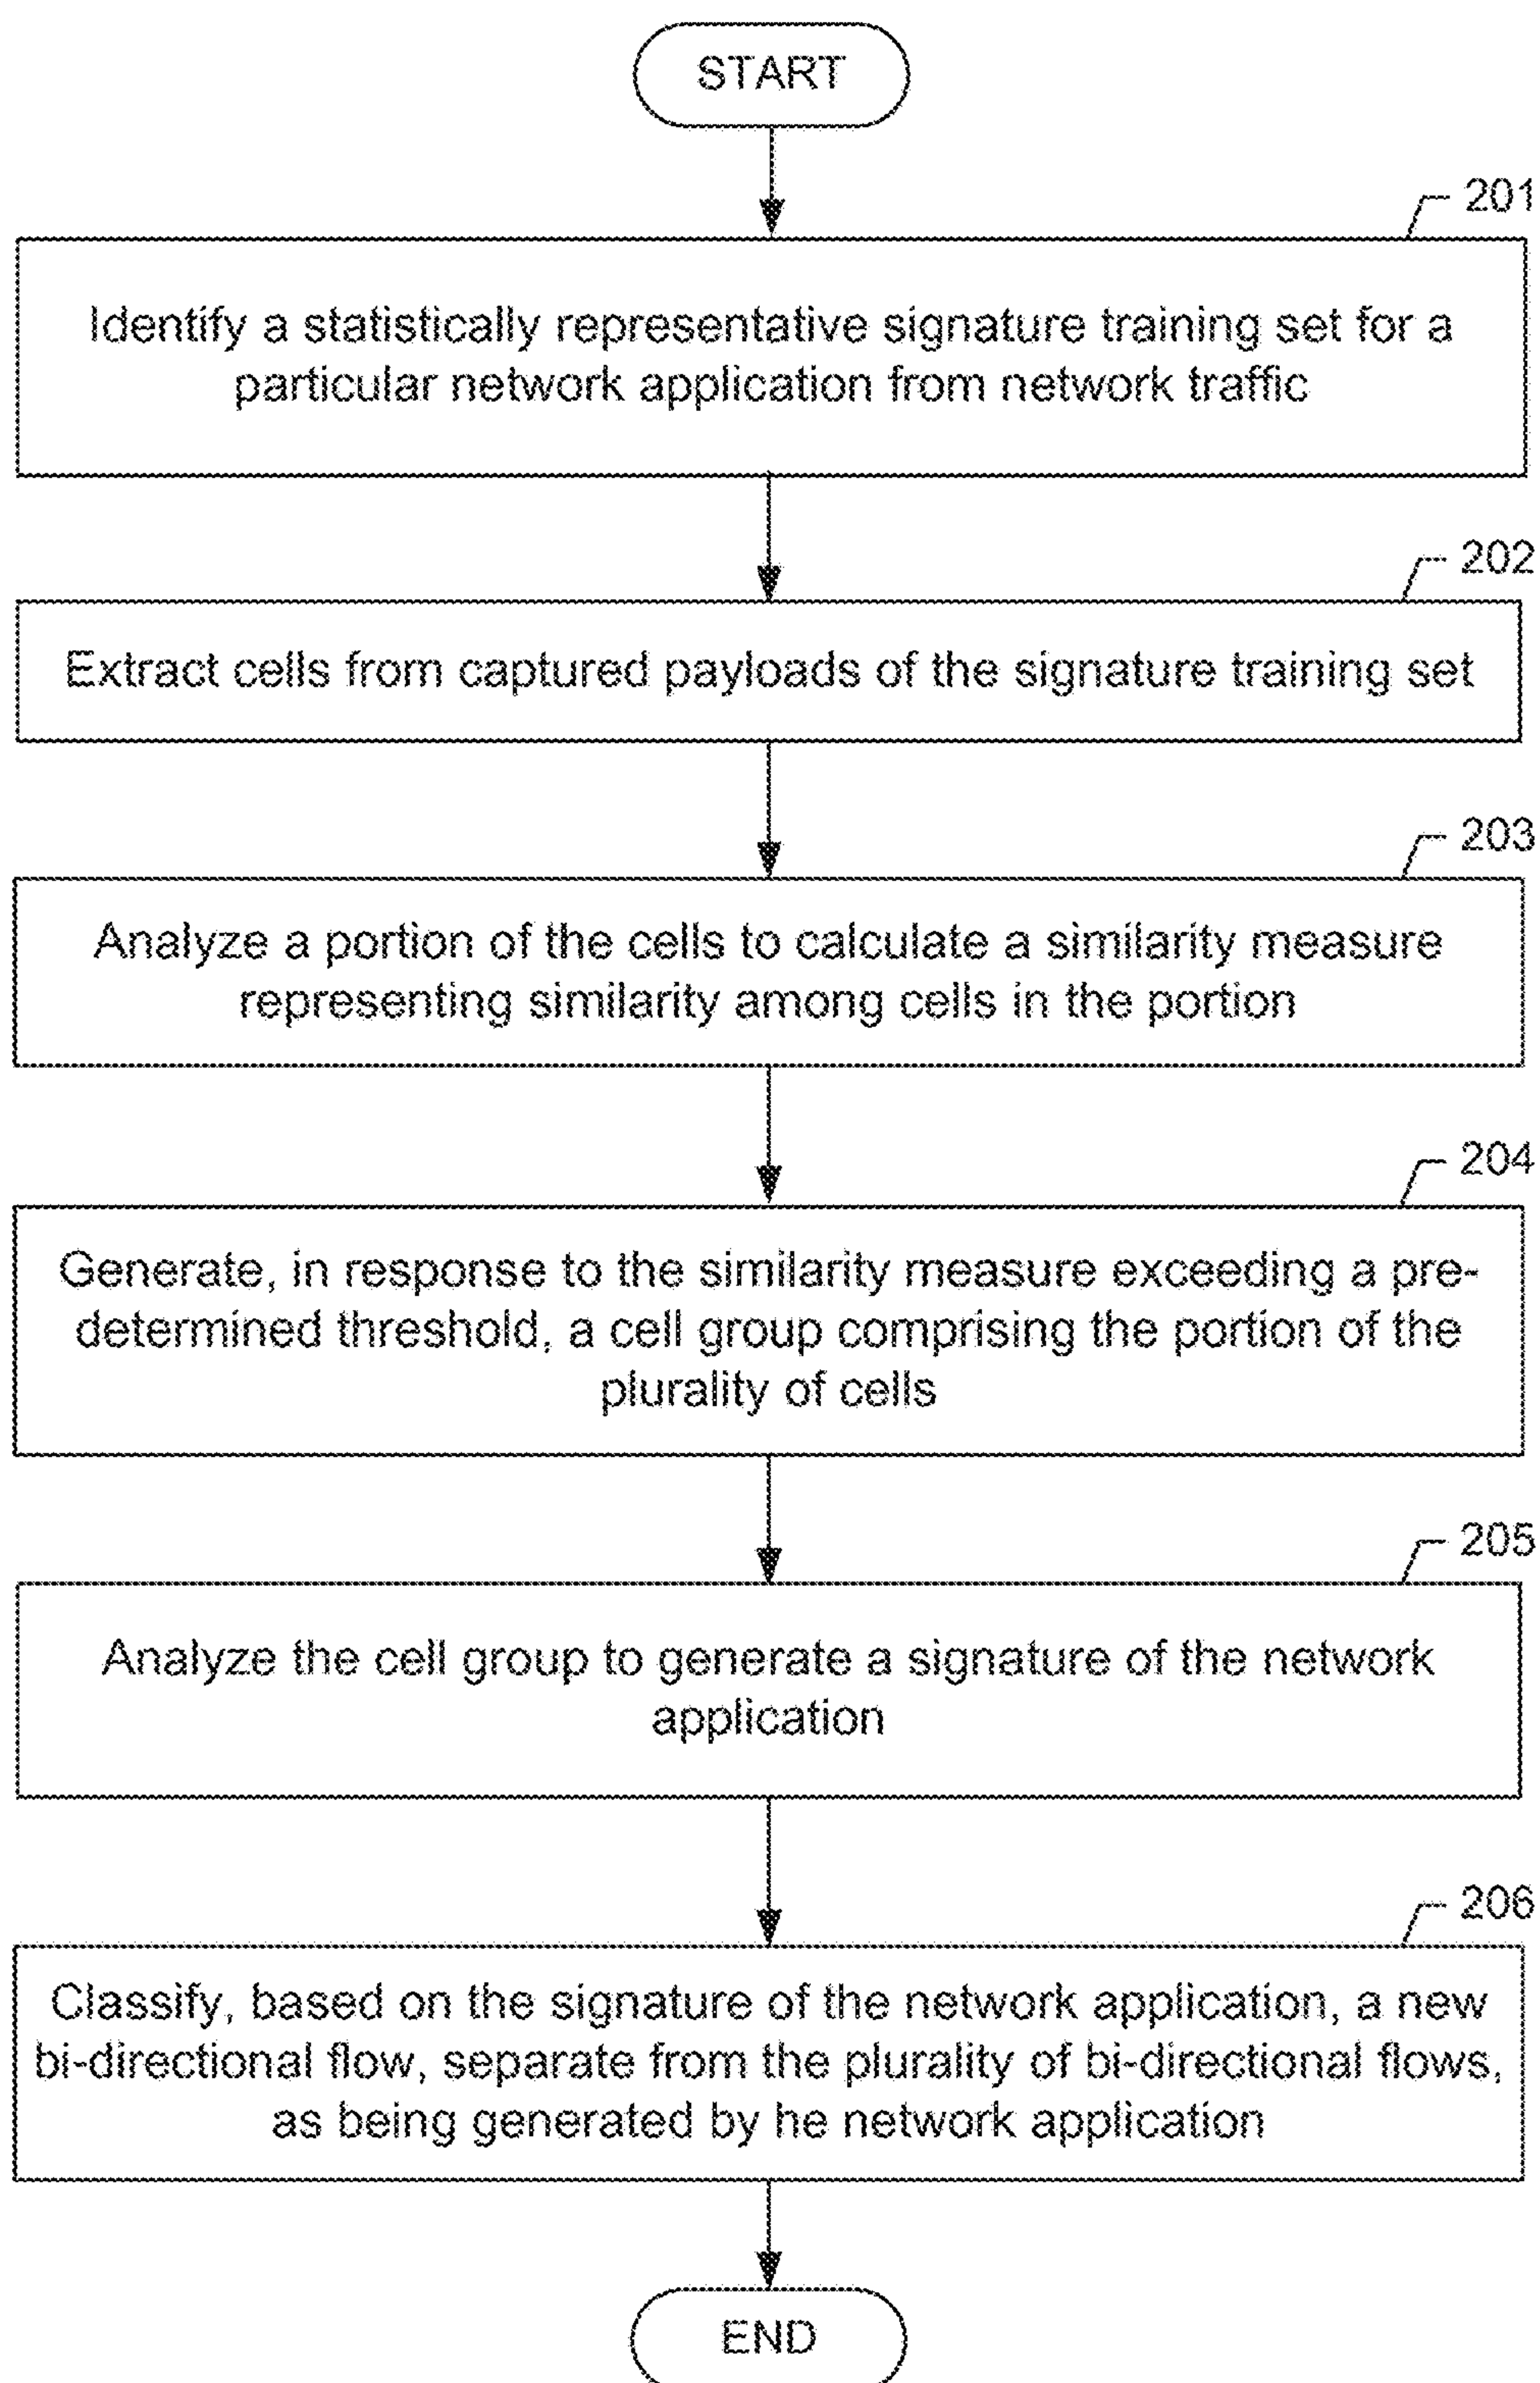 START
201
Identify a statistically representative signature training set for a
particular network application from network traffic
202
Extract cells from captured payloads of the signature training set
203
Analyze a portion of the cells to calculate a similarity measure
representing similarity among cells in the portion
204
Generate, in response to the similarity measure exceeding a pre-
determined threshold, a cell group comprising the portion of the
plurality of cells
205
Analyze the cell group to generate a signature of the network
application
206
Classify, based on the signature of the network application, a new
bi-directional flow, separate from the plurality of bi-directional flows,
as being generated by he network application
END